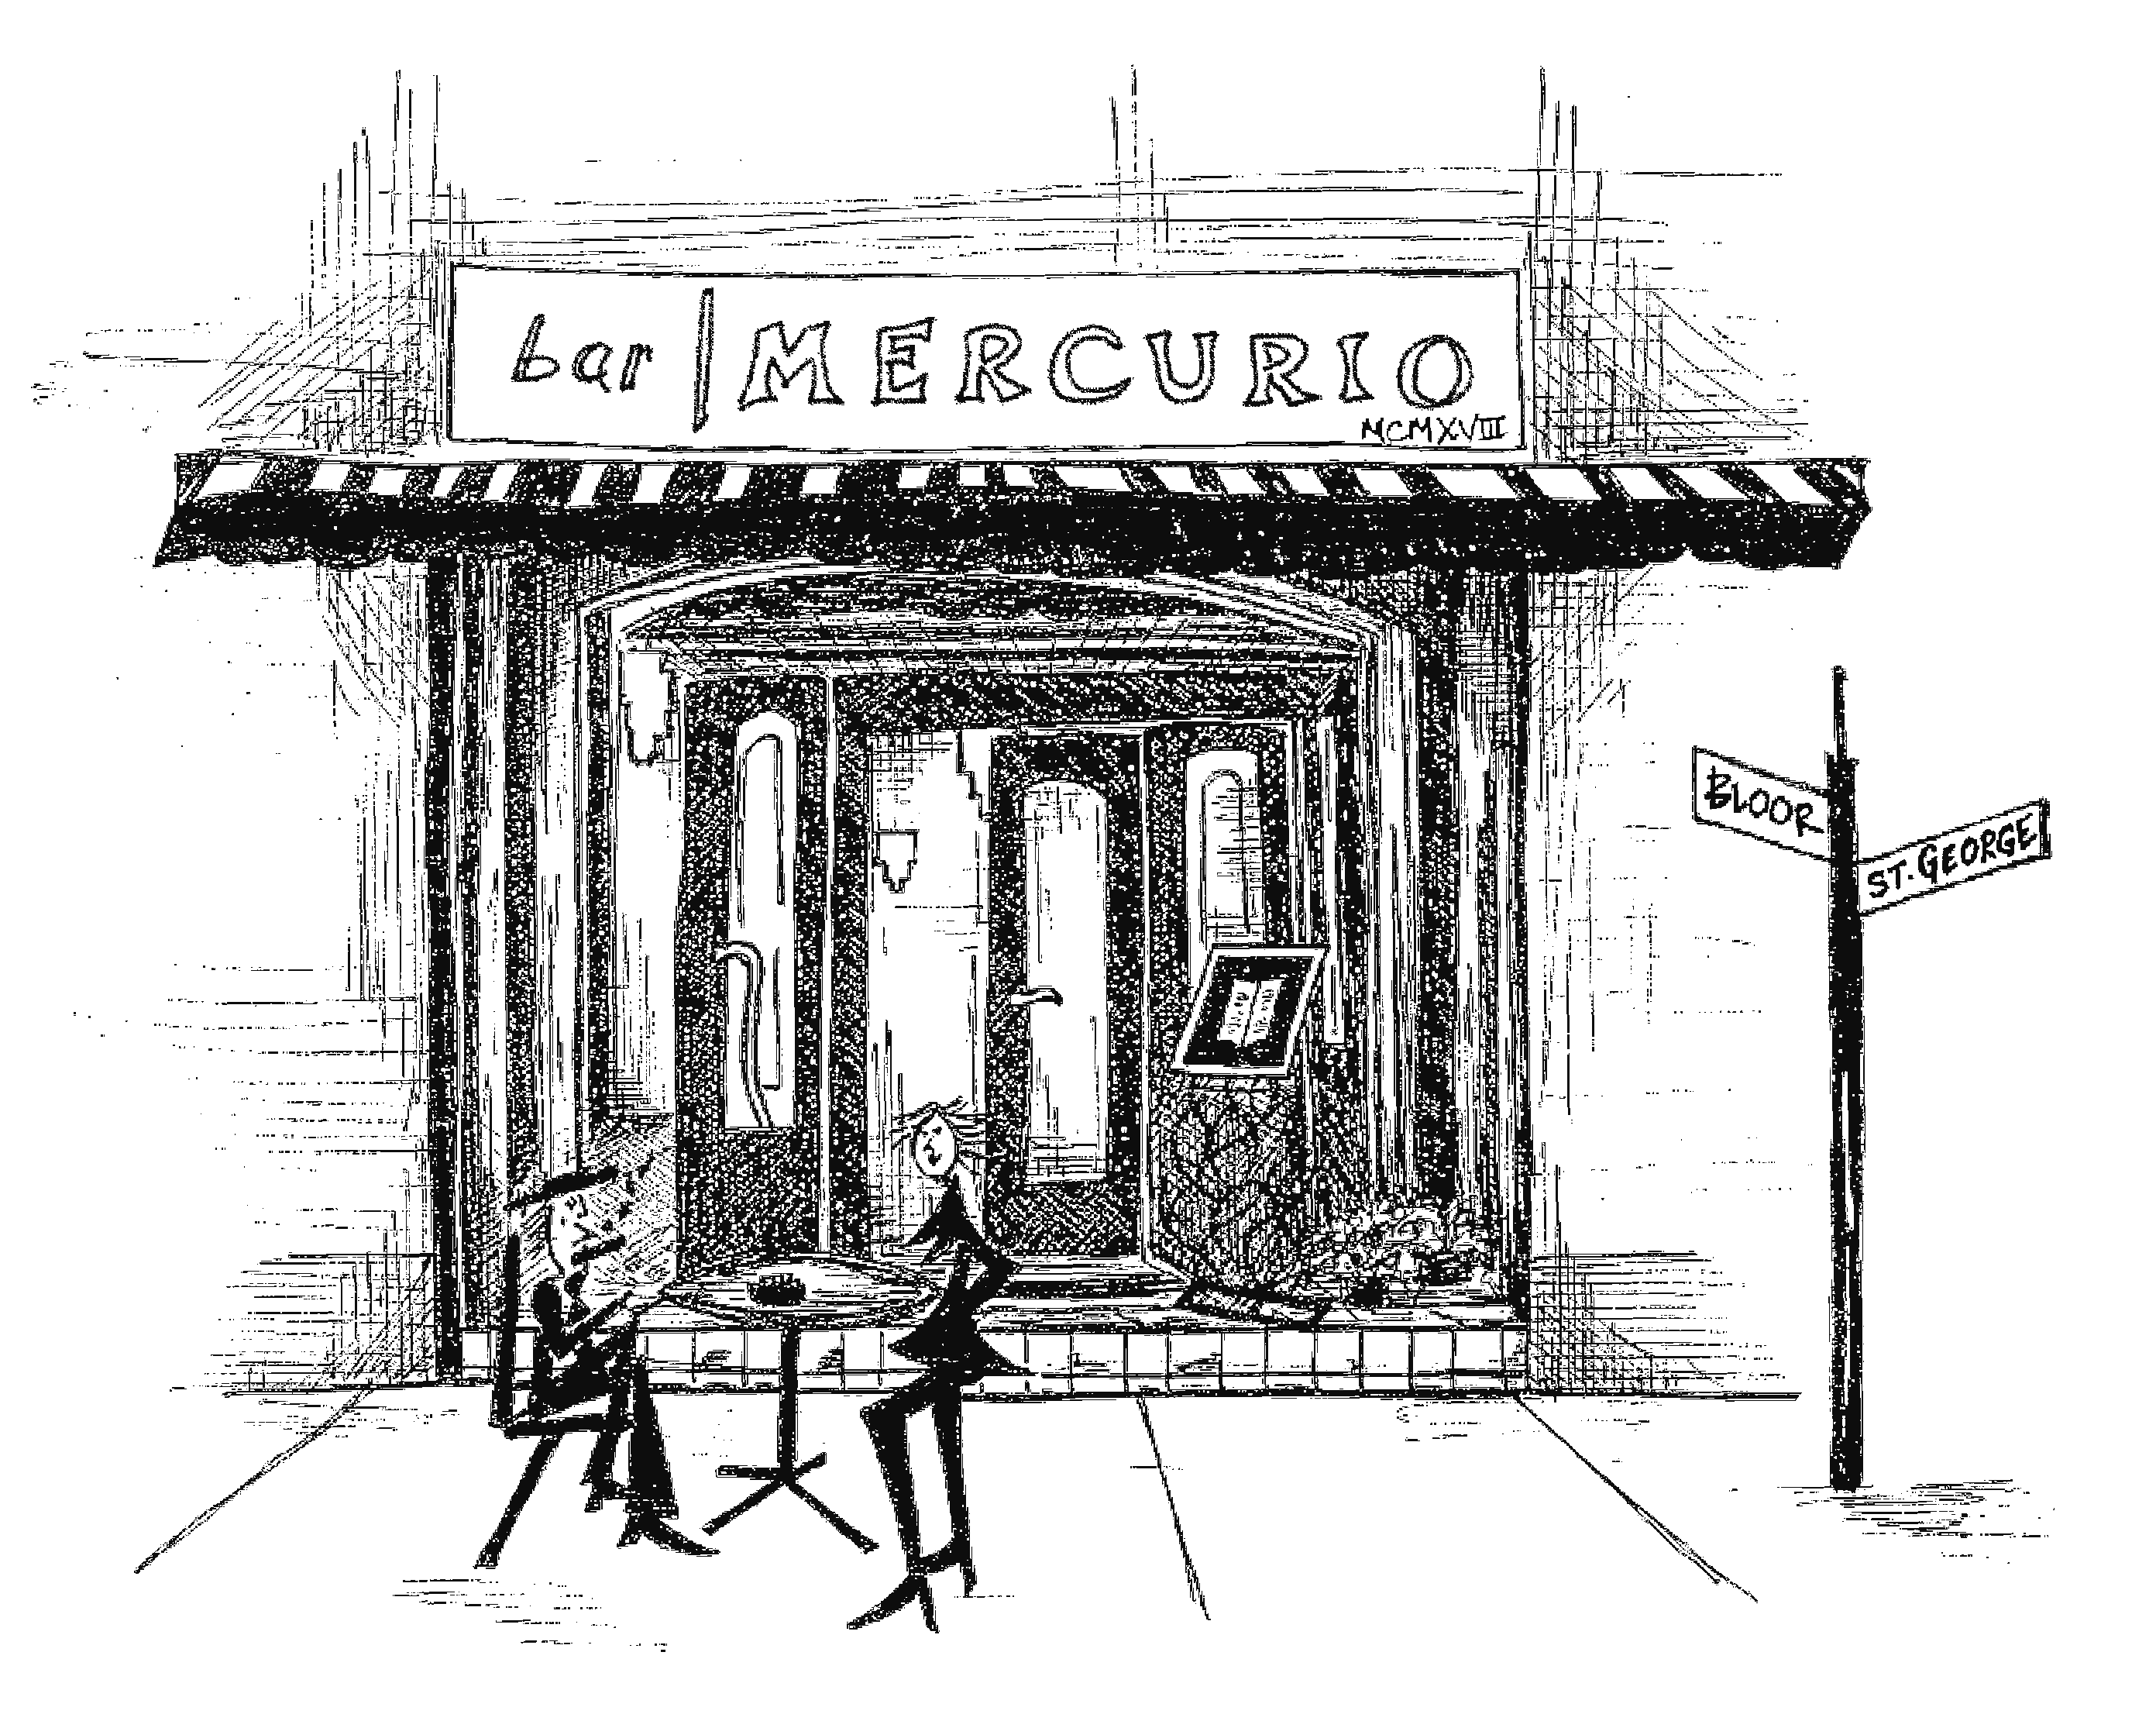 bar | MERCURIO
MCMXVIII
BLOOR
ST. GEORGE